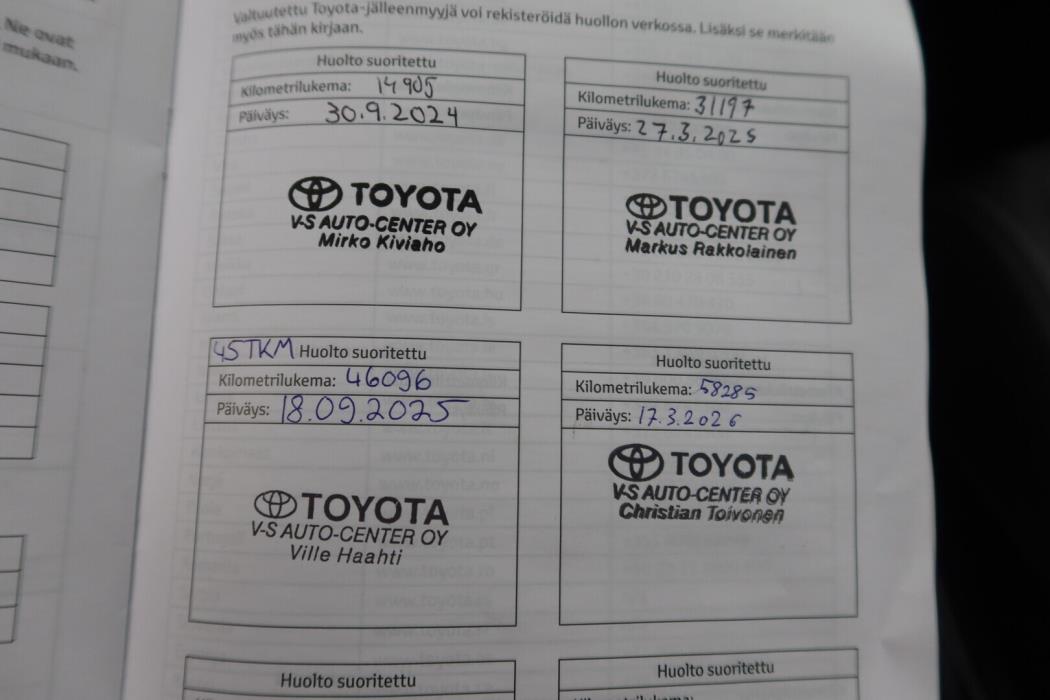 Ne ovat
mukaan.
Valtuutettu Toyota-jälleenmyyjä voi rekisteröidä huollon verkossa. Lisäksi se merkitään
myös tähän kirjaan.
Huolto suoritettu
Kilometrilukema: 14905
Päiväys: 30.9.2024
TOYOTA
V-S AUTO-CENTER OY
Mirko Kiviaho
Huolto suoritettu
Kilometrilukema: 31197
Päiväys: 27.3.2025
TOYOTA
V-S AUTO-CENTER OY
Markus Rakkolainen
45TKM Huolto suoritettu
Kilometrilukema: 46096
Päiväys: 18.09.2025
TOYOTA
V-S AUTO-CENTER OY
Ville Haahti
Huolto suoritettu
Kilometrilukema: 58285
Päiväys: 17.3.2026
TOYOTA
V-S AUTO-CENTER OY
Christian Toivonen
Huolto suoritettu
Huolto suoritettu